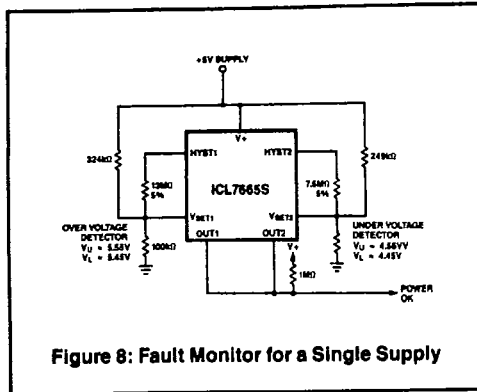 +5V SUPPLY
V+
324kΩ
HYST1
HYST2
249kΩ
13MΩ
5%
ICL7665S
7.5MΩ
5%
VSET1
VSET2
OVER VOLTAGE
DETECTOR
VU = 5.55V
VL = 5.45V
100kΩ
OUT1
OUT2
V+
1MΩ
UNDER VOLTAGE
DETECTOR
VU = 4.55VV
VL = 4.45V
POWER
OK
Figure 8: Fault Monitor for a Single Supply